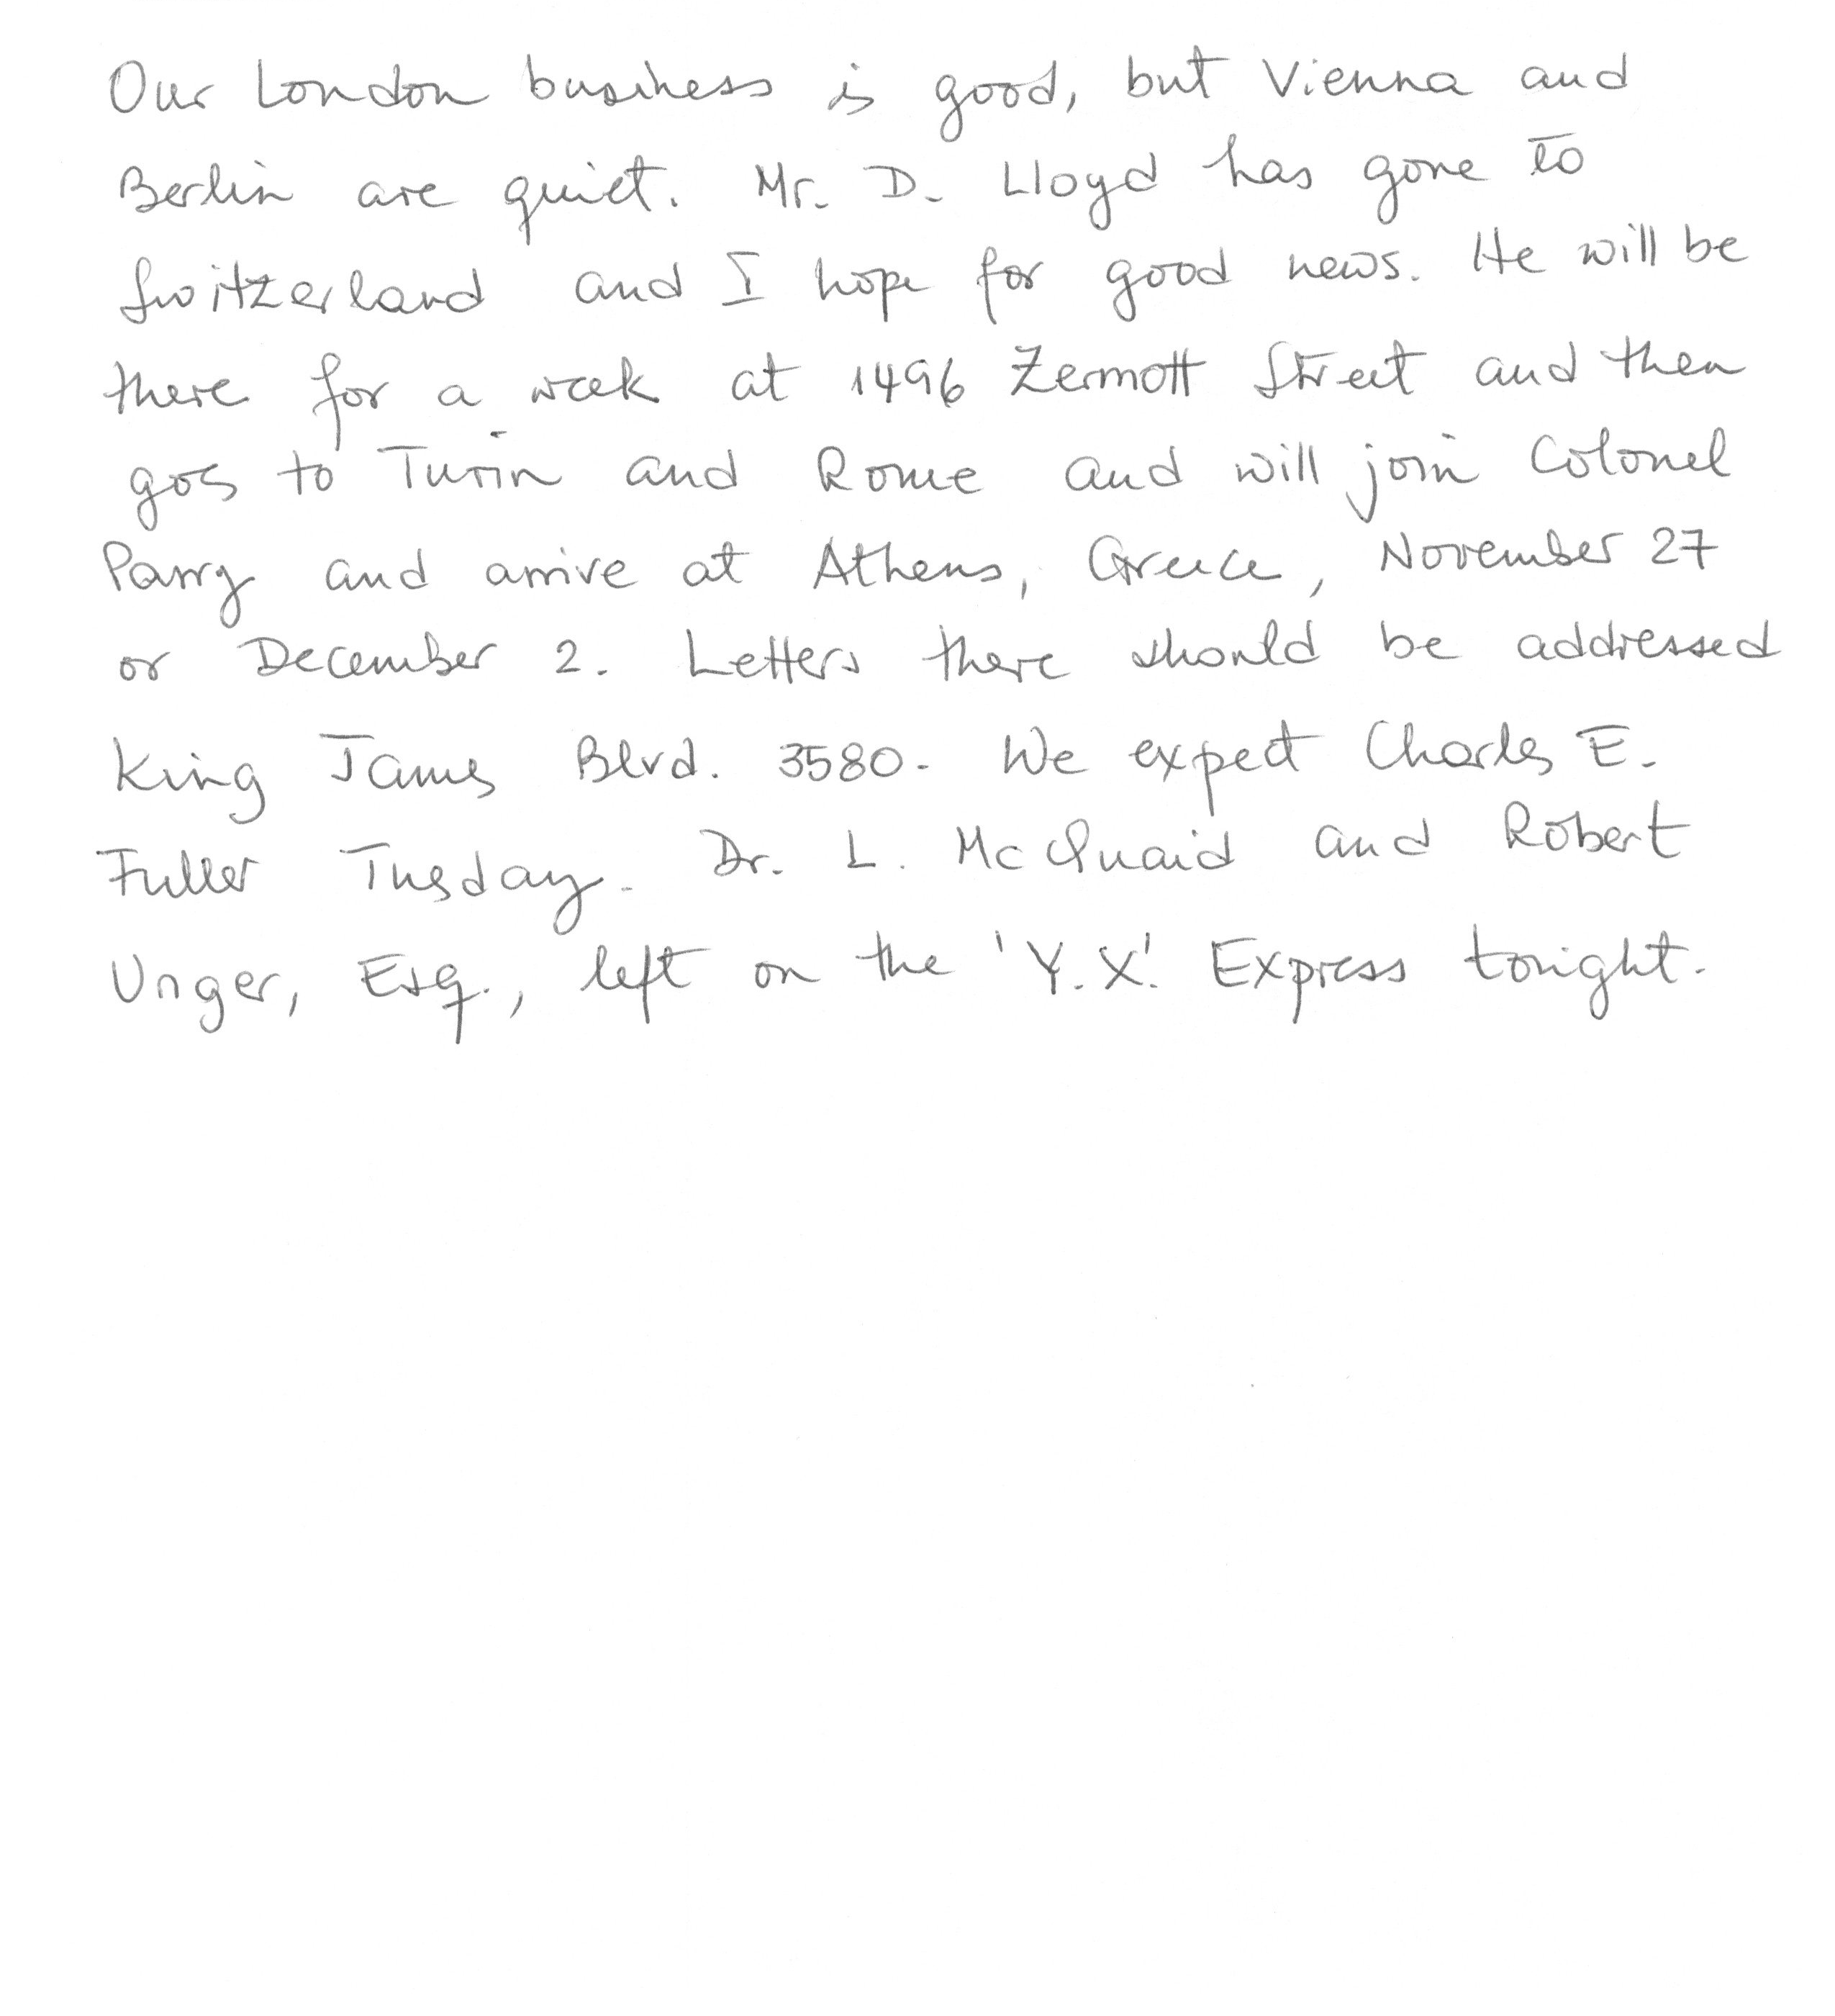 Our London business is good, but Vienna and
Berlin are quiet. Mr. D. Lloyd has gone to
Switzerland and I hope for good news. He will be
there for a week at 1496 Zermott Street and then
goes to Turin and Rome and will join Colonel
Parry and arrive at Athens, Greece, November 27
or December 2. Letters there should be addressed
King James Blvd. 3580. We expect Charles E.
Fuller Tuesday. Dr. L. McQuaid and Robert
Unger, Esq., left on the 'Y.X.' Express tonight.